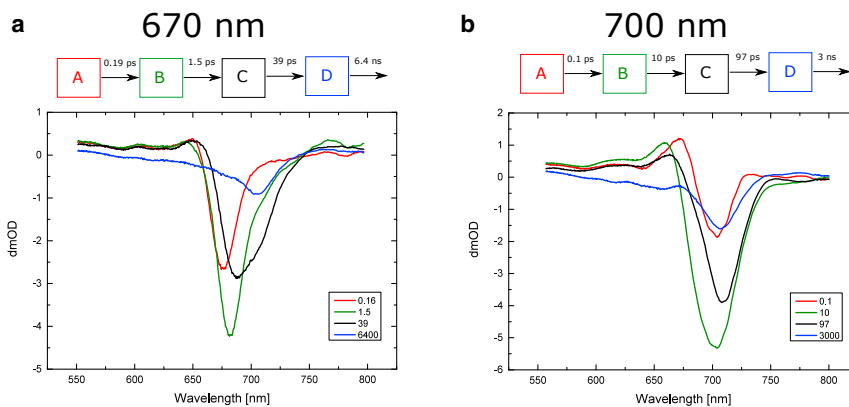 a
670 nm
0.19 ps 1.5 ps 39 ps 6.4 ns
A B C D
dmOD
1
0
-1
-2
-3
-4
-5
0.16
1.5
39
6400
550 600 650 700 750 800
Wavelength [nm]
b
700 nm
0.1 ps 10 ps 97 ps 3 ns
A B C D
dmOD
2
1
0
-1
-2
-3
-4
-5
-6
0.1
10
97
3000
550 600 650 700 750 800
Wavelength [nm]